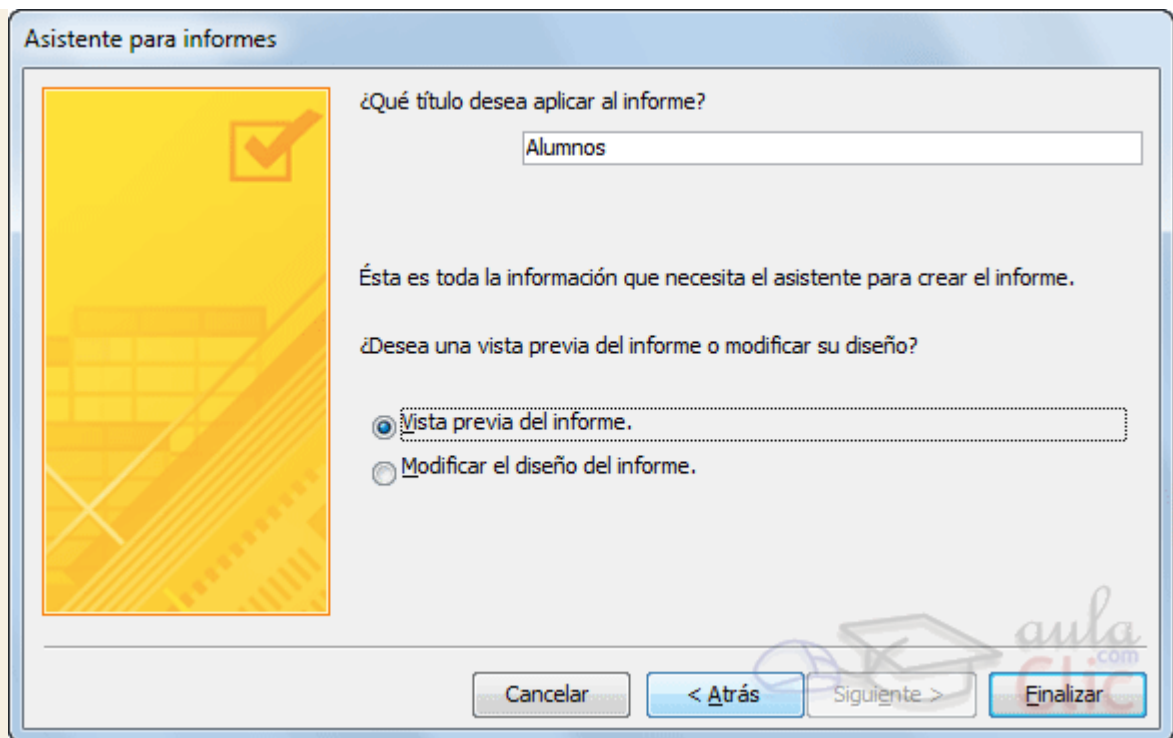 Asistente para informes
¿Qué título desea aplicar al informe?
Alumnos
Ésta es toda la información que necesita el asistente para crear el informe.
¿Desea una vista previa del informe o modificar su diseño?
Vista previa del informe.
Modificar el diseño del informe.
aula
.com
Clic
Cancelar
< Atrás
Siguiente >
Finalizar